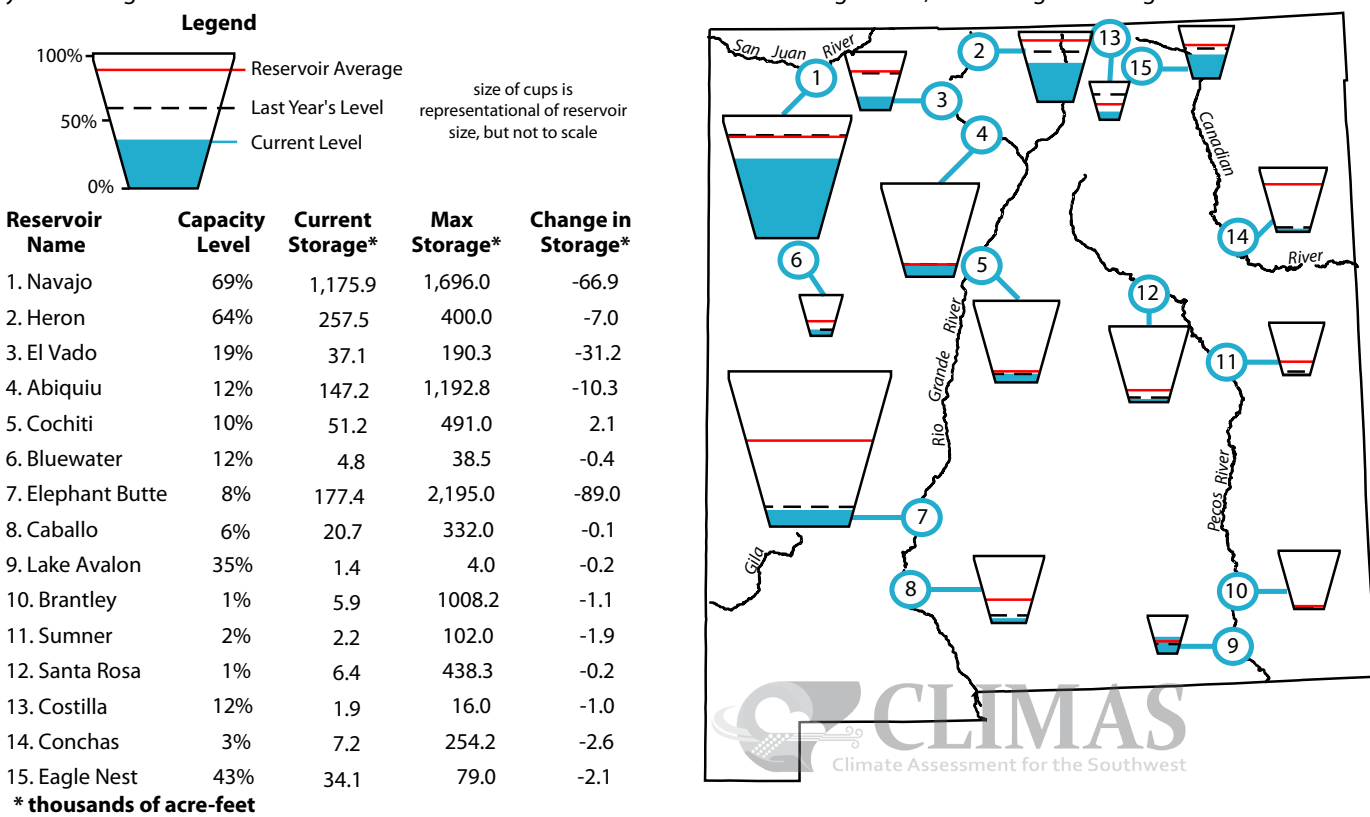 Legend
100%
50%
0%
Reservoir Average
Last Year's Level
Current Level
size of cups is
representational of reservoir
size, but not to scale
Reservoir Name Capacity Level Current Storage* Max Storage* Change in Storage*
1. Navajo 69% 1,175.9 1,696.0 -66.9
2. Heron 64% 257.5 400.0 -7.0
3. El Vado 19% 37.1 190.3 -31.2
4. Abiquiu 12% 147.2 1,192.8 -10.3
5. Cochiti 10% 51.2 491.0 2.1
6. Bluewater 12% 4.8 38.5 -0.4
7. Elephant Butte 8% 177.4 2,195.0 -89.0
8. Caballo 6% 20.7 332.0 -0.1
9. Lake Avalon 35% 1.4 4.0 -0.2
10. Brantley 1% 5.9 1008.2 -1.1
11. Sumner 2% 2.2 102.0 -1.9
12. Santa Rosa 1% 6.4 438.3 -0.2
13. Costilla 12% 1.9 16.0 -1.0
14. Conchas 3% 7.2 254.2 -2.6
15. Eagle Nest 43% 34.1 79.0 -2.1
* thousands of acre-feet
San Juan River
1
2
13
15
3
4
Canadian
River
14
6
5
12
11
Rio Grande River
Pecos River
7
Gila
8
10
9
CLIMAS
Climate Assessment for the Southwest